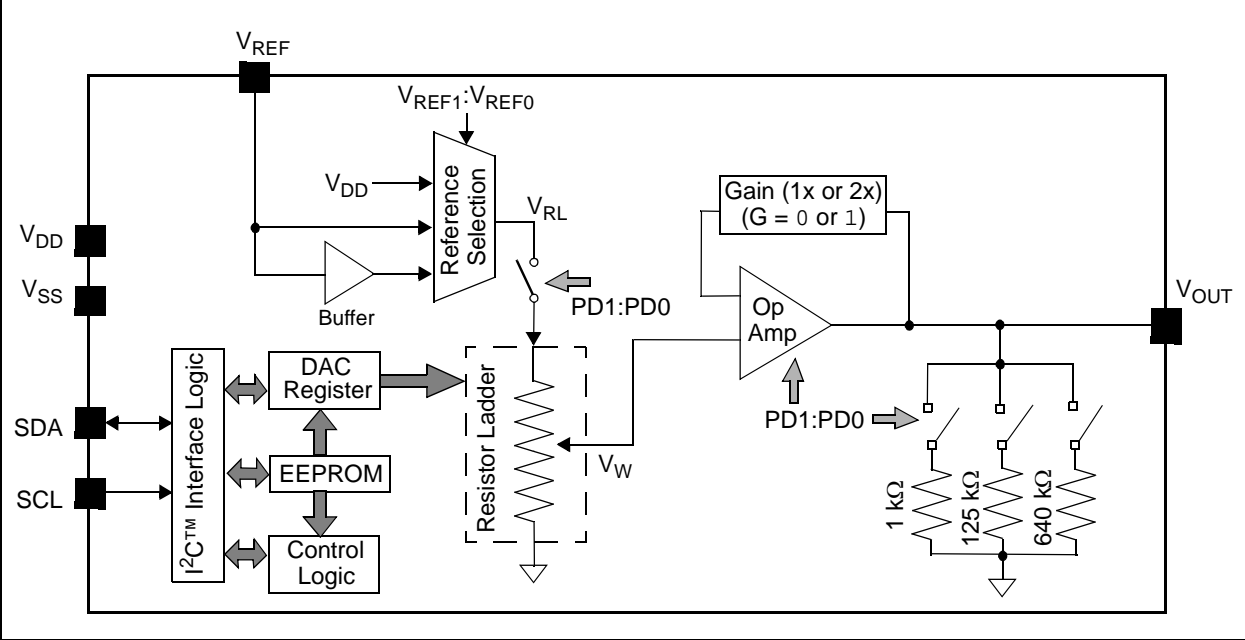 VREF
VREF1:VREF0
VDD
Reference
Selection
VRL
Gain (1x or 2x)
(G = 0 or 1)
VDD
VSS
Buffer
PD1:PD0
Op
Amp
VOUT
I²C™ Interface Logic
DAC
Register
Resistor Ladder
PD1:PD0
SDA
EEPROM
VW
SCL
Control
Logic
1 kΩ
125 kΩ
640 kΩ